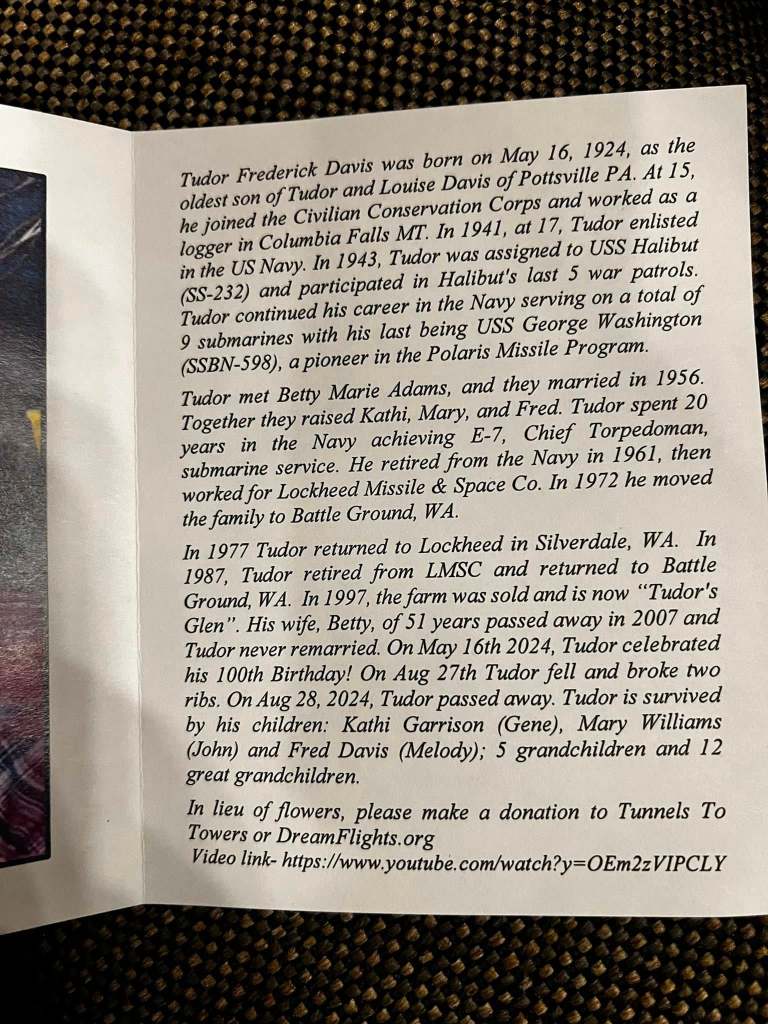 Tudor Frederick Davis was born on May 16, 1924, as the
oldest son of Tudor and Louise Davis of Pottsville PA. At 15,
he joined the Civilian Conservation Corps and worked as a
logger in Columbia Falls MT. In 1941, at 17, Tudor enlisted
in the US Navy. In 1943, Tudor was assigned to USS Halibut
(SS-232) and participated in Halibut's last 5 war patrols.
Tudor continued his career in the Navy serving on a total of
9 submarines with his last being USS George Washington
(SSBN-598), a pioneer in the Polaris Missile Program.
Tudor met Betty Marie Adams, and they married in 1956.
Together they raised Kathi, Mary, and Fred. Tudor spent 20
years in the Navy achieving E-7, Chief Torpedoman,
submarine service. He retired from the Navy in 1961, then
worked for Lockheed Missile & Space Co. In 1972 he moved
the family to Battle Ground, WA.
In 1977 Tudor returned to Lockheed in Silverdale, WA. In
1987, Tudor retired from LMSC and returned to Battle
Ground, WA. In 1997, the farm was sold and is now “Tudor's
Glen”. His wife, Betty, of 51 years passed away in 2007 and
Tudor never remarried. On May 16th 2024, Tudor celebrated
his 100th Birthday! On Aug 27th Tudor fell and broke two
ribs. On Aug 28, 2024, Tudor passed away. Tudor is survived
by his children: Kathi Garrison (Gene), Mary Williams
(John) and Fred Davis (Melody); 5 grandchildren and 12
great grandchildren.
In lieu of flowers, please make a donation to Tunnels To
Towers or DreamFlights.org
Video link- https://www.youtube.com/watch?y=OEm2zVIPCLY